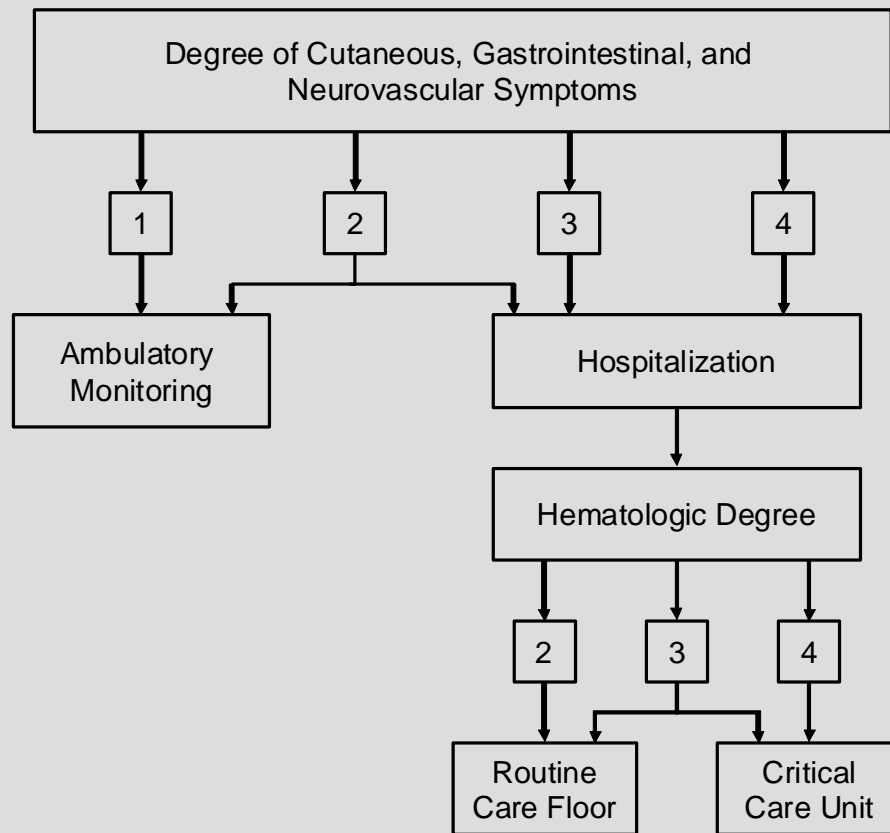 Degree of Cutaneous, Gastrointestinal, and
Neurovascular Symptoms
1
2
3
4
Ambulatory
Monitoring
Hospitalization
Hematologic Degree
2
3
4
Routine
Care Floor
Critical
Care Unit